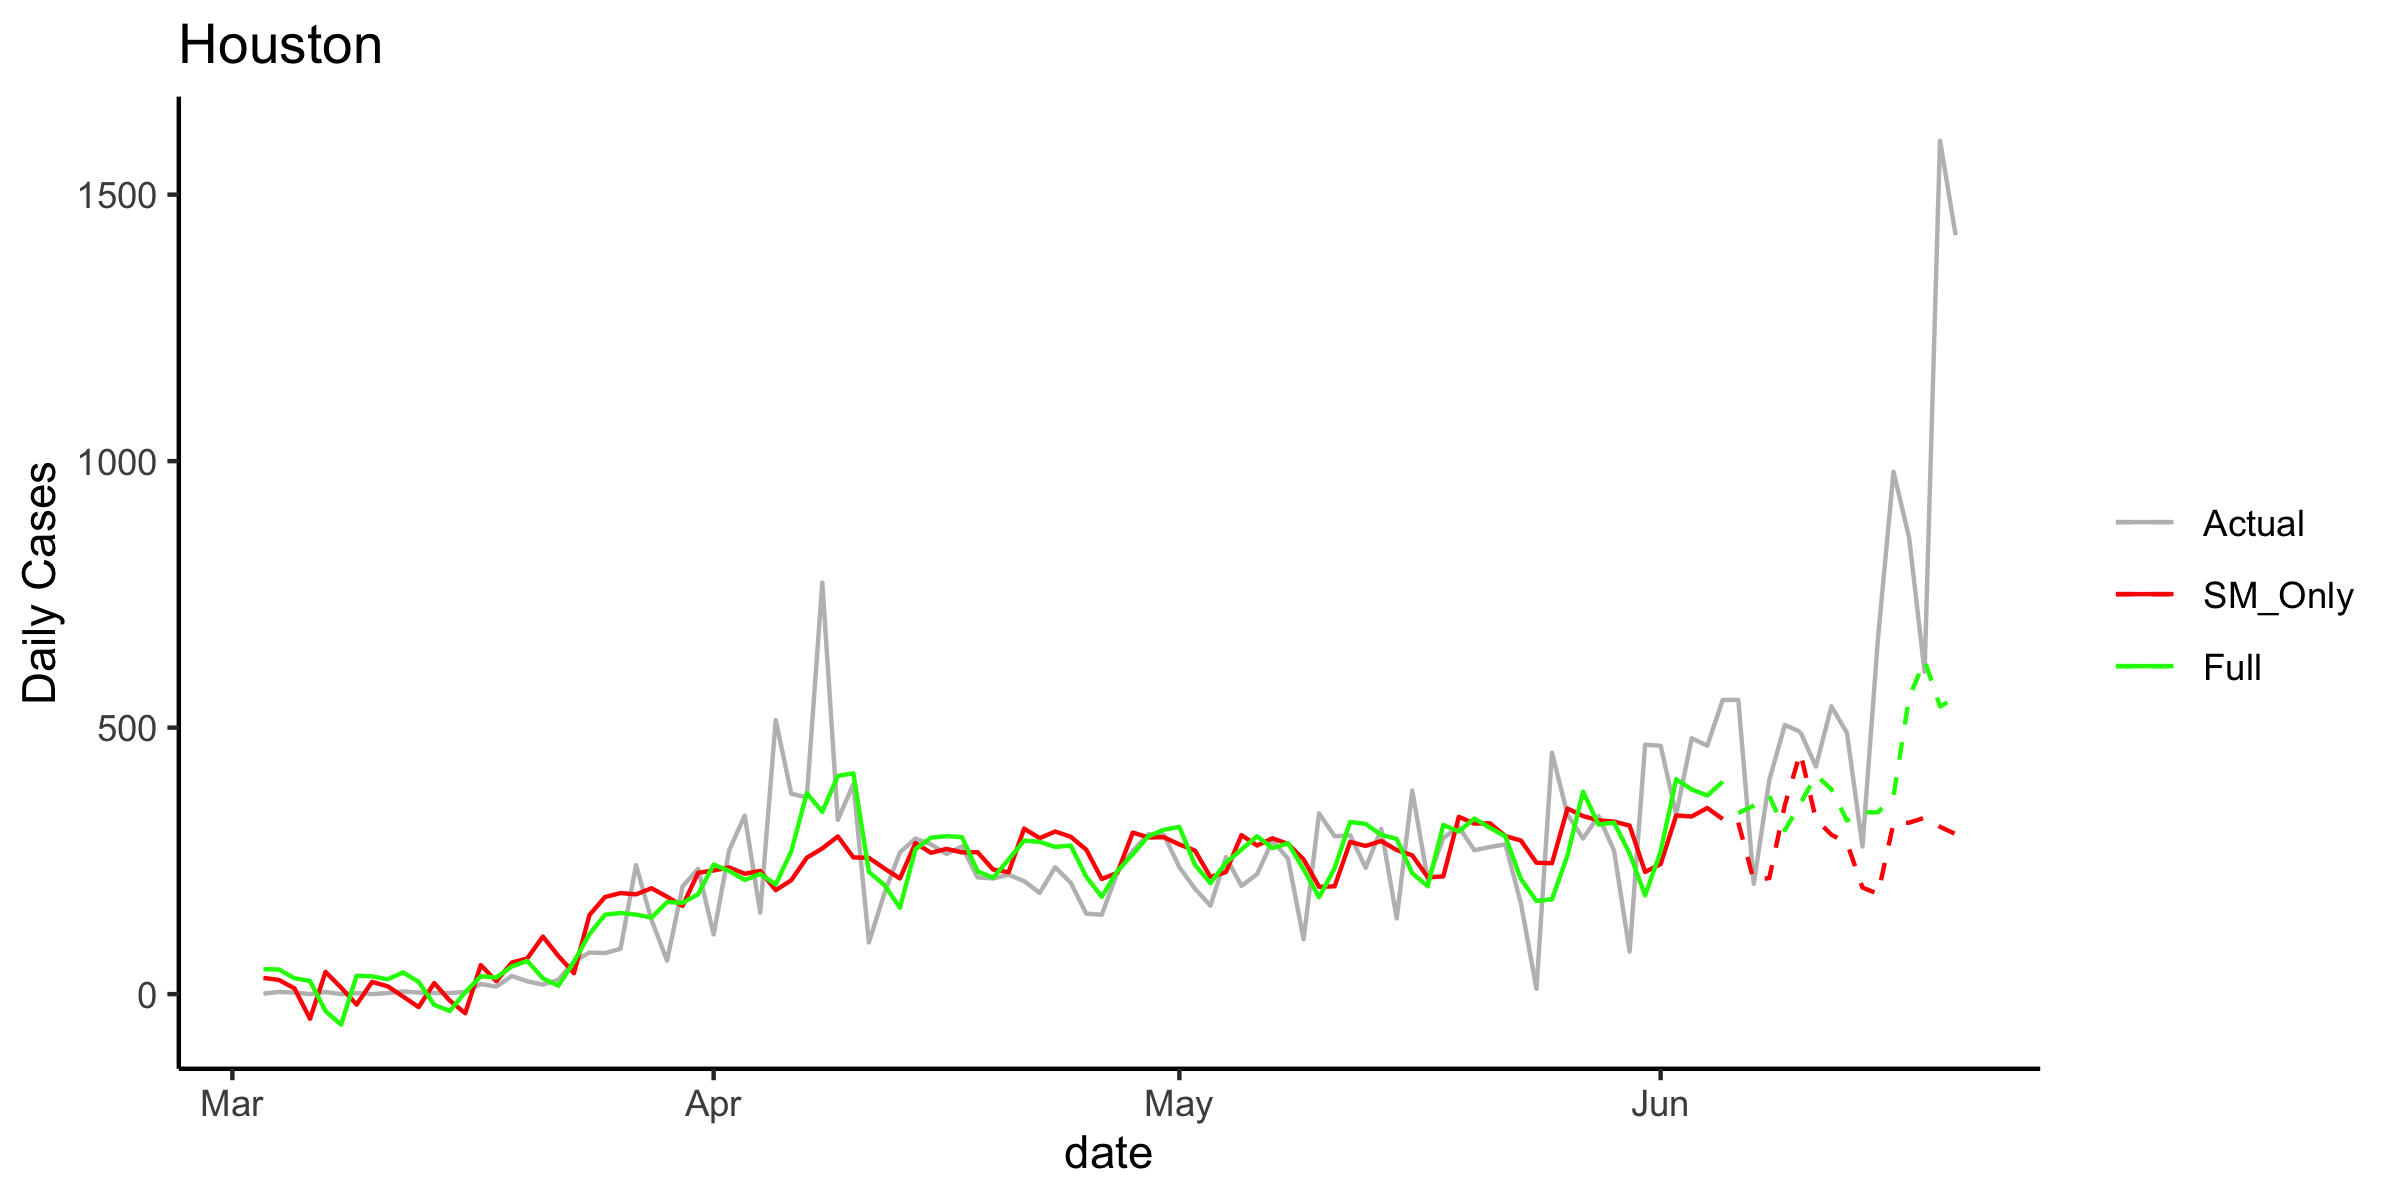 Houston
Daily Cases
1500
1000
500
0
Mar
Apr
May
Jun
date
Actual
SM_Only
Full